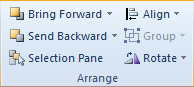 Bring Forward Align
Send Backward Group
Selection Pane Rotate
Arrange